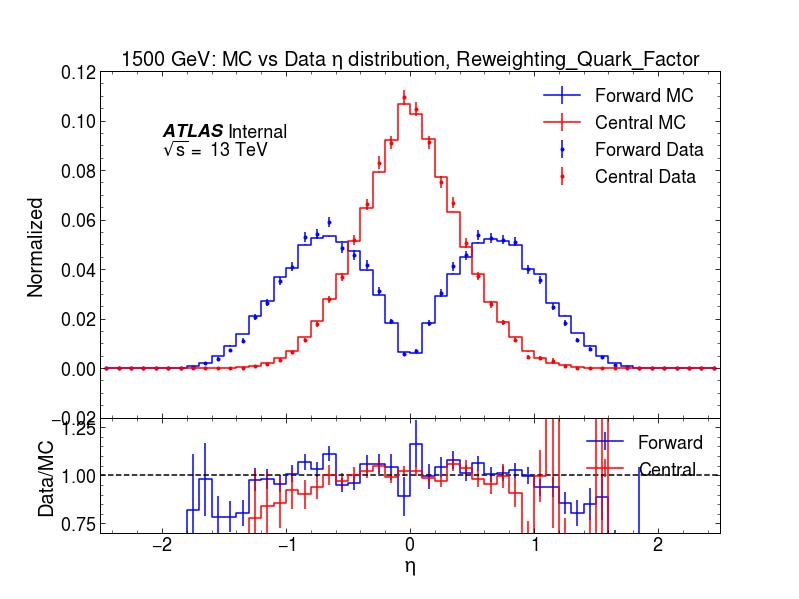 1500 GeV: MC vs Data η distribution, Reweighting_Quark_Factor
0.12
0.10
0.08
0.06
0.04
0.02
0.00
−0.02
Normalized
ATLAS Internal
√s = 13 TeV
Forward MC
Central MC
Forward Data
Central Data
1.25
1.00
0.75
Data/MC
Forward
Central
−2 −1 0 1 2
η